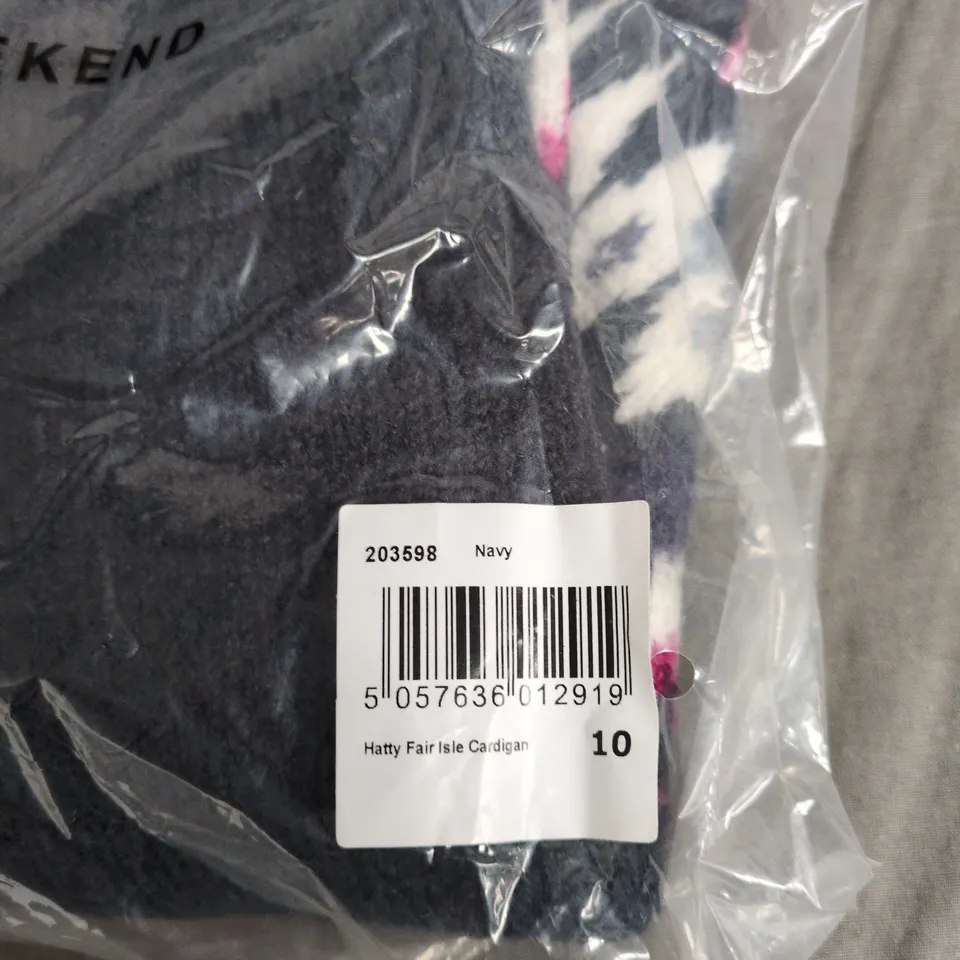 EKEND
203598 Navy
5 057636 012919
Hatty Fair Isle Cardigan 10